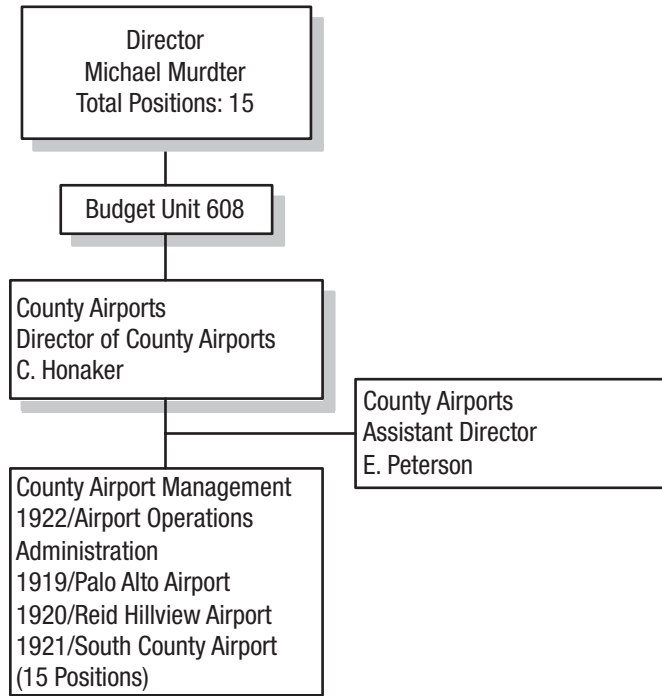 Director
Michael Murdter
Total Positions: 15
Budget Unit 608
County Airports
Director of County Airports
C. Honaker
County Airports
Assistant Director
E. Peterson
County Airport Management
1922/Airport Operations
Administration
1919/Palo Alto Airport
1920/Reid Hillview Airport
1921/South County Airport
(15 Positions)